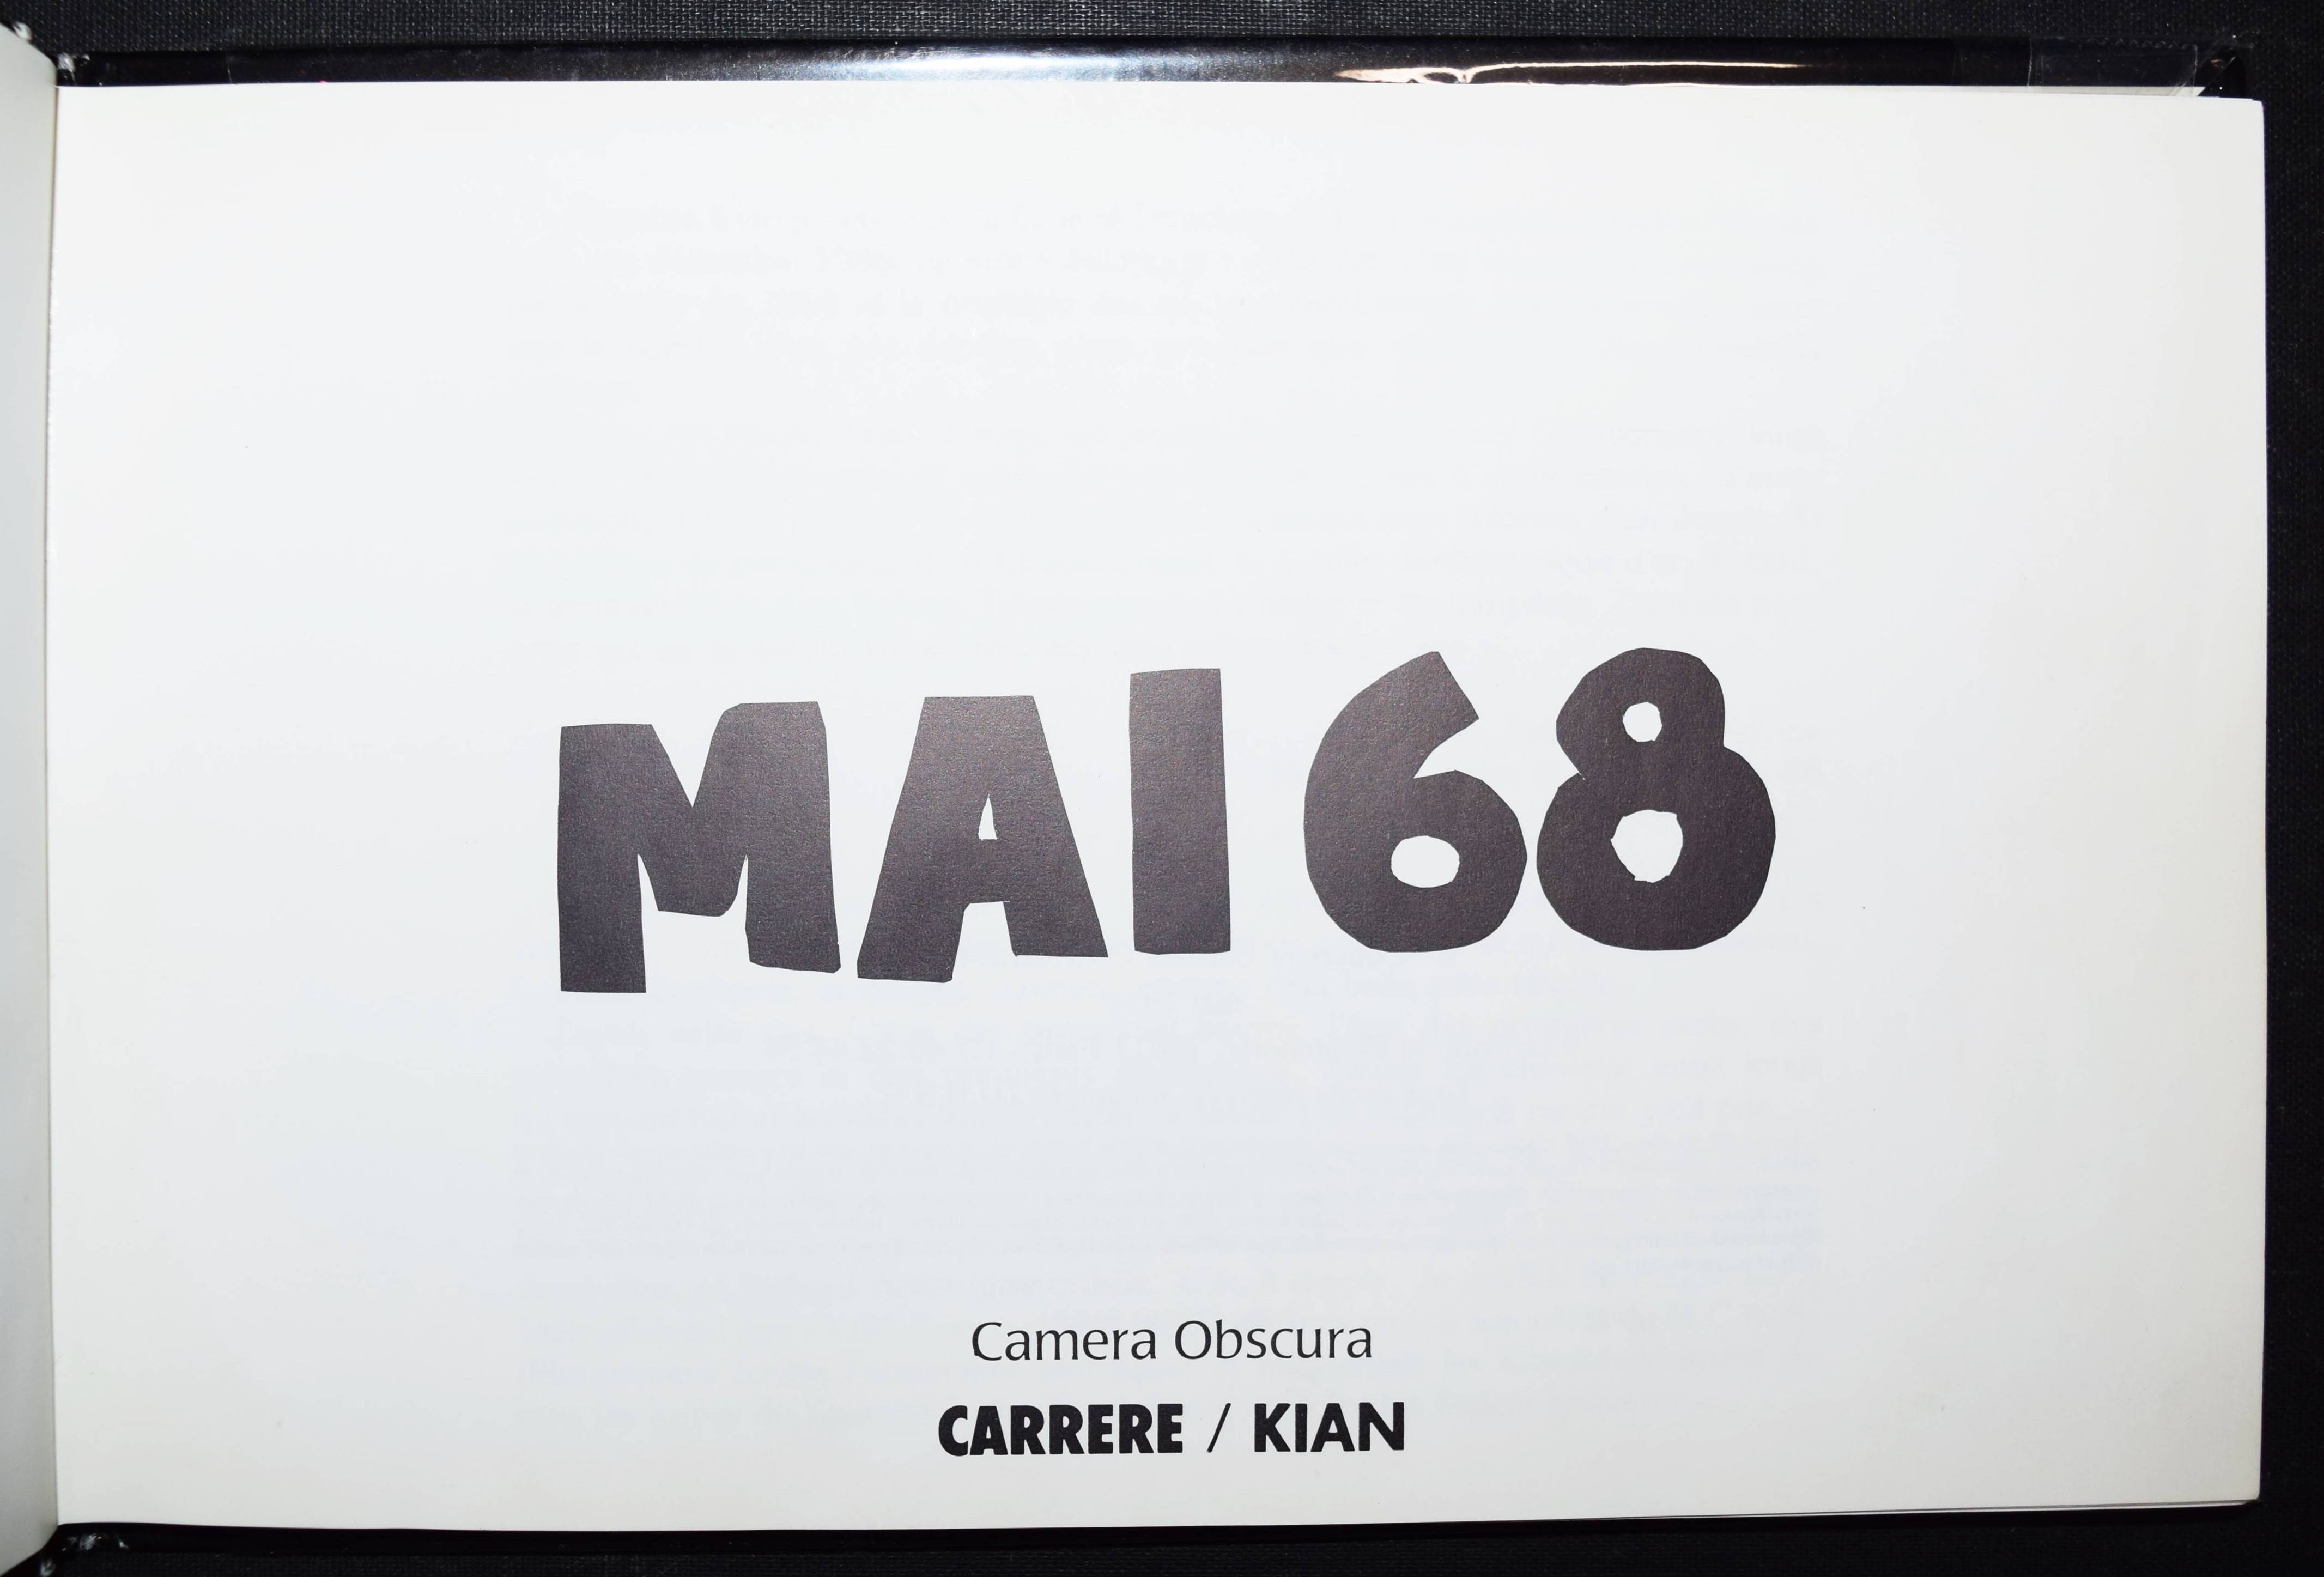 MAI 68
Camera Obscura
CARRERE / KIAN